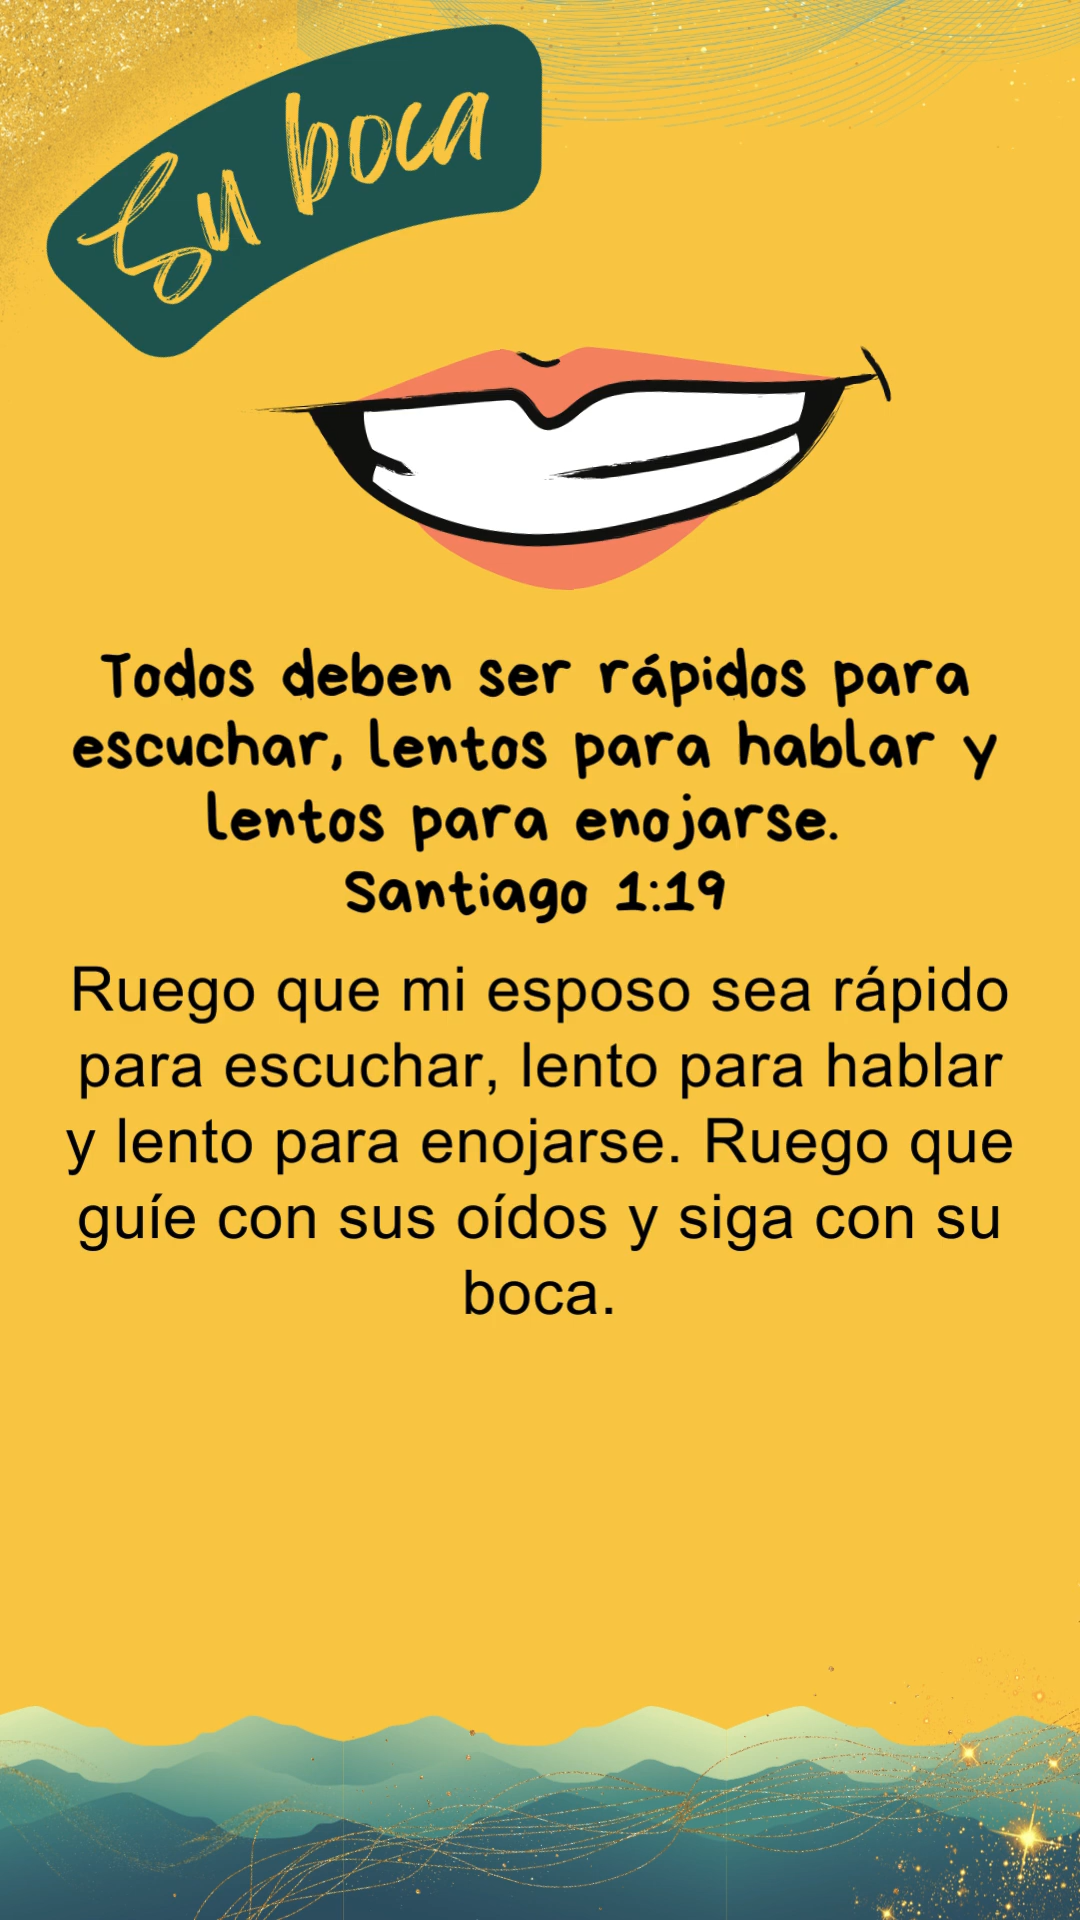 Su boca
Todos deben ser rápidos para
escuchar, lentos para hablar y
lentos para enojarse.
Santiago 1:19
Ruego que mi esposo sea rápido
para escuchar, lento para hablar
y lento para enojarse. Ruego que
guíe con sus oídos y siga con su
boca.